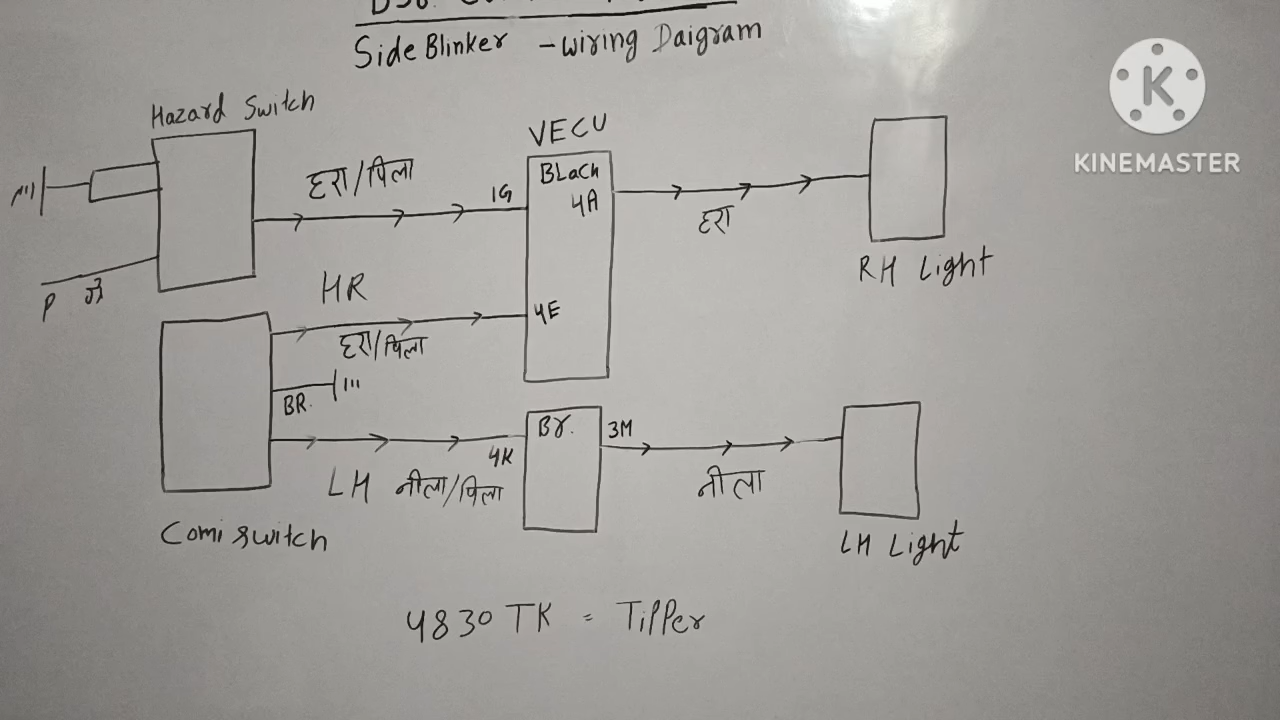 Side Blinker - wiring Daigram
Hazard Switch
VECU
KINEMASTER
हरा/पिला
1G
BLach
4A
हरा
RH Light
P
HR
हरा/पिला
4E
BR.
LH नीला/पिला
4K
Br.
3M
नीला
Comi switch
LH Light
4830 TK = Tipper